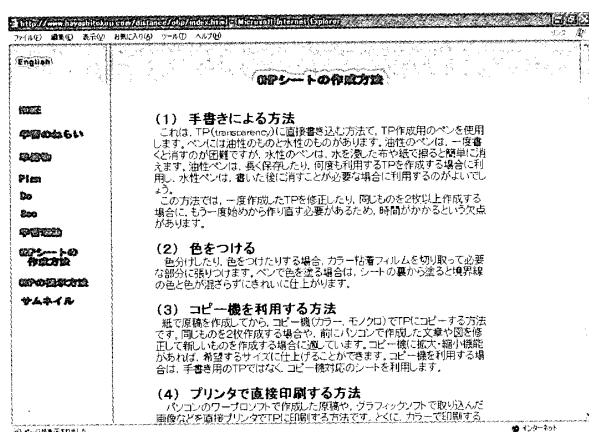 http://www.hayashitokuji.com/distance/ohp/index.html - Microsoft Internet Explorer
ファイル(F) 編集(E) 表示(V) お気に入り(A) ツール(T) ヘルプ(H)
リンク
English
OHPシートの作成方法
HOME
学習のねらい
Plan
Do
See
OHPシートの
作成方法
OHPの提示方法
サムネイル
(1) 手書きによる方法
これは、TP(transparency)に直接書き込む方法で、TP作成用のペンを使用
します。ペンには油性のものと水性のものがあります。油性のペンは、一度書
くと消すのが困難ですが、水性のペンは、水を湿した布や紙で擦ると簡単に消
えます。油性ペンは、長く保存したり、何度も利用するTPを作成する場合に利
用し、水性ペンは、書いた後に消すことが必要な場合に利用するのがよいでし
ょう。
この方法では、一度作成したTPを修正したり、同じものを2枚以上作成する
場合に、もう一度始めから作り直す必要があるため、時間がかかるという欠点
があります。
(2) 色をつける
色分けしたり、色をつけたりする場合、カラー粘着フィルムを切り取って必要
な部分に張りつけます。ペンで色を塗る場合は、シートの裏から塗ると境界線
の色と色が混ざらずにきれいに仕上がります。
(3) コピー機を利用する方法
紙で原稿を作成してから、コピー機(カラー、モノクロ)でTPにコピーする方法
です。同じものを2枚作成する場合や、前にパソコンで作成した文章や図を修
正して新しいものを作成する場合に適しています。コピー機に拡大・縮小機能
があれば、希望するサイズに仕上げることができます。コピー機を利用する場
合は、手書き用のTPではなく、コピー機対応のシートを利用します。
(4) プリンタで直接印刷する方法
パソコンのワープロソフトで作成した原稿や、グラフィックソフトで取り込んだ
画像などを直接プリンタでTPに印刷する方法です。とくに、カラーで印刷する
ページが表示されました
インターネット